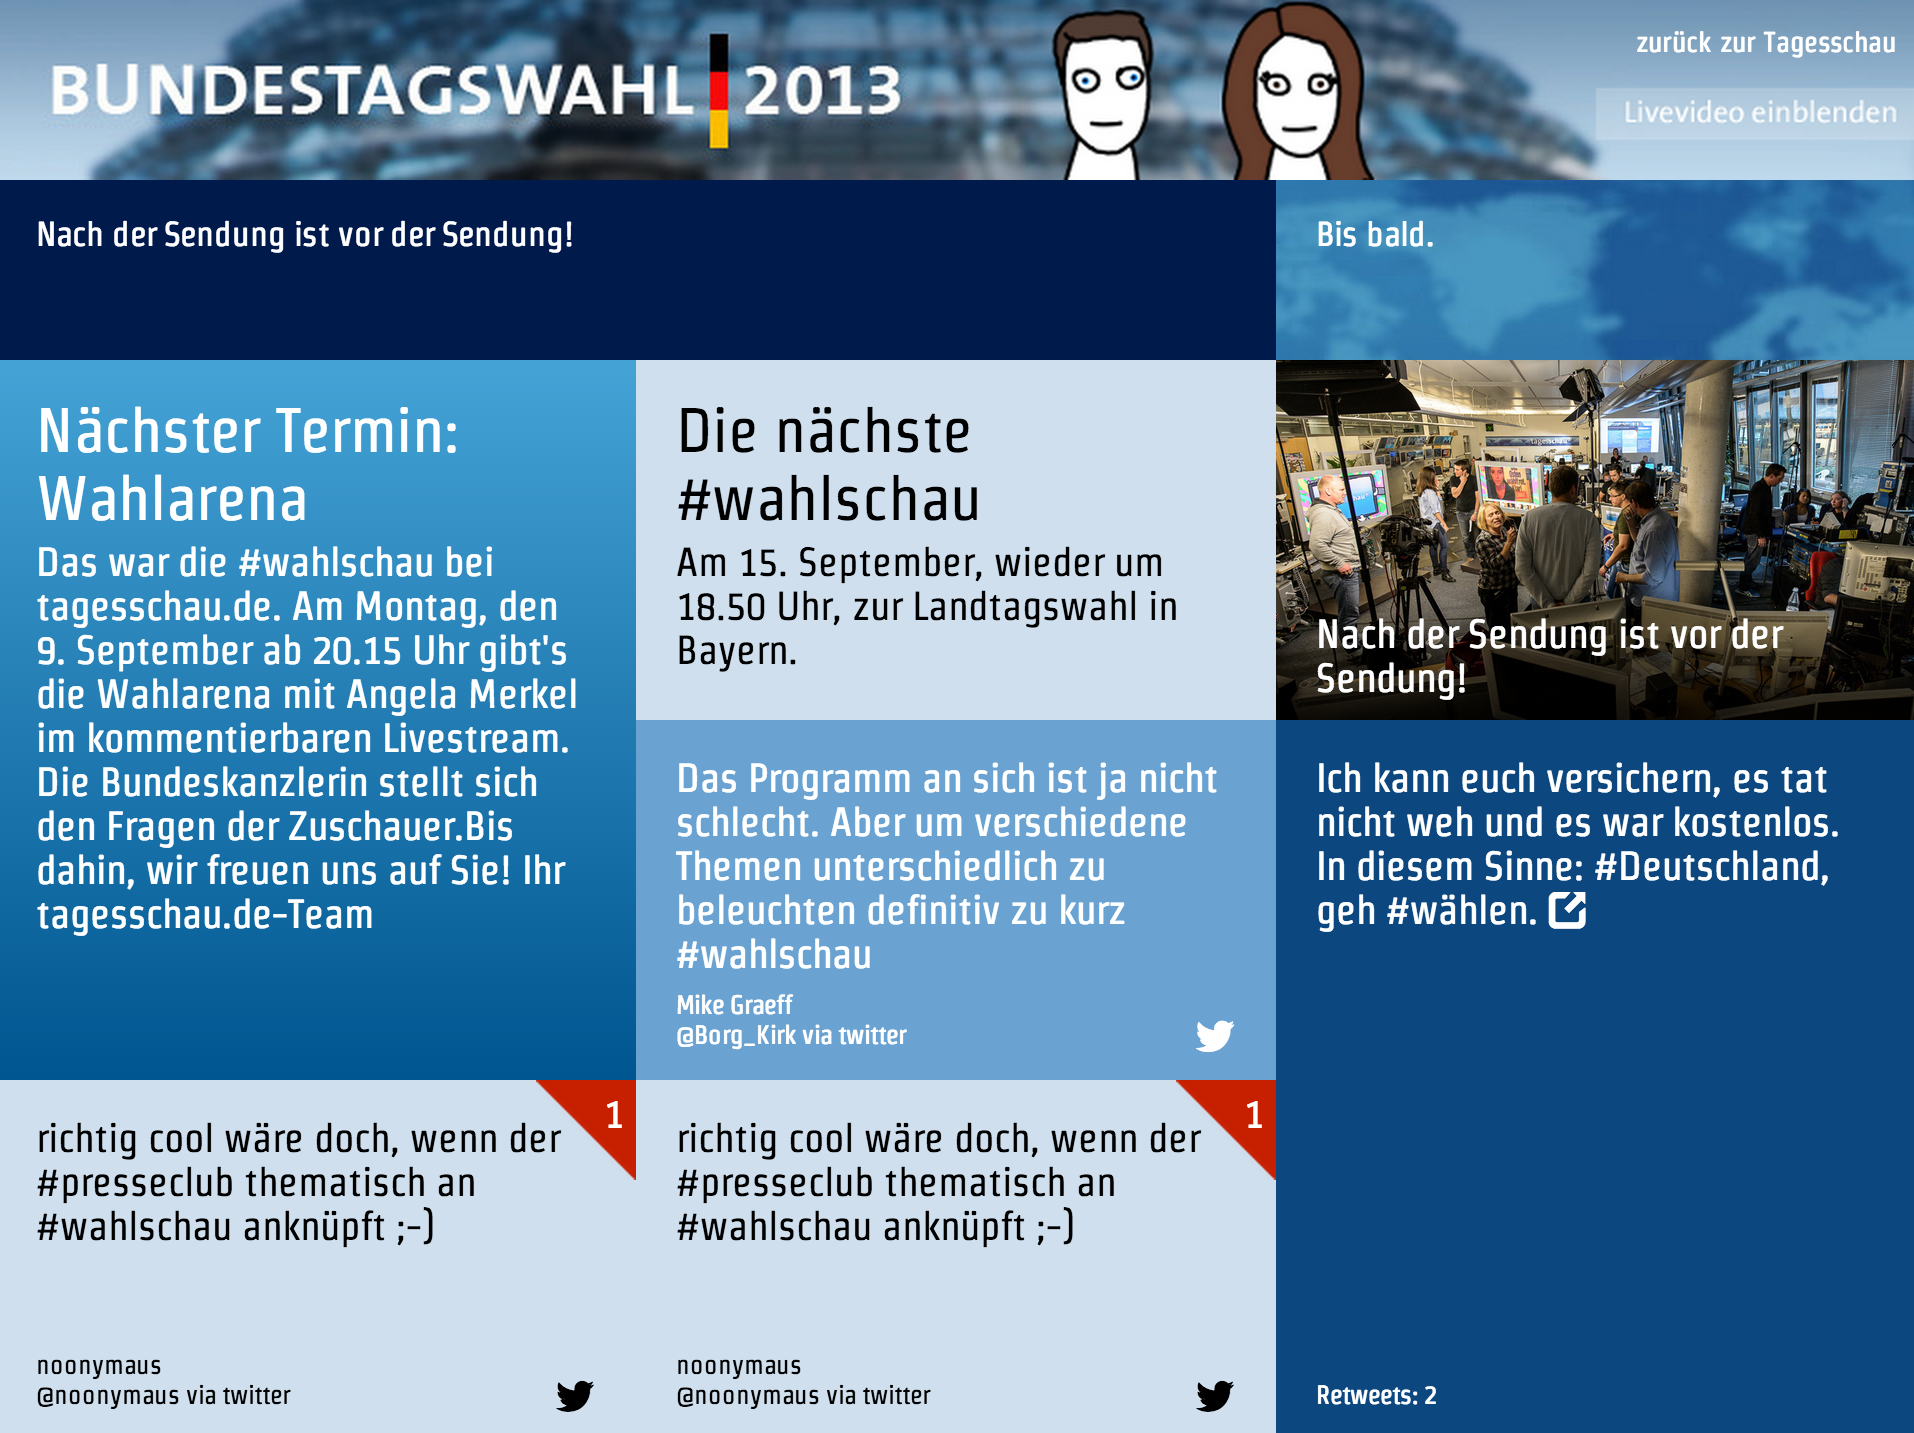 BUNDESTAGSWAHL 2013
zurück zur Tagesschau
Livevideo einblenden
Nach der Sendung ist vor der Sendung!
Bis bald.
Nächster Termin:
Wahlarena
Das war die #wahlschau bei
tagesschau.de. Am Montag, den
9. September ab 20.15 Uhr gibt's
die Wahlarena mit Angela Merkel
im kommentierbaren Livestream.
Die Bundeskanzlerin stellt sich
den Fragen der Zuschauer.Bis
dahin, wir freuen uns auf Sie! Ihr
tagesschau.de-Team
Die nächste
#wahlschau
Am 15. September, wieder um
18.50 Uhr, zur Landtagswahl in
Bayern.
tagesschau
Nach der Sendung ist vor der
Sendung!
Das Programm an sich ist ja nicht
schlecht. Aber um verschiedene
Themen unterschiedlich zu
beleuchten definitiv zu kurz
#wahlschau
Mike Graeff
@Borg_Kirk via twitter
Ich kann euch versichern, es tat
nicht weh und es war kostenlos.
In diesem Sinne: #Deutschland,
geh #wählen.
Retweets: 2
1
richtig cool wäre doch, wenn der
#presseclub thematisch an
#wahlschau anknüpft ;-)
noonymaus
@noonymaus via twitter
1
richtig cool wäre doch, wenn der
#presseclub thematisch an
#wahlschau anknüpft ;-)
noonymaus
@noonymaus via twitter